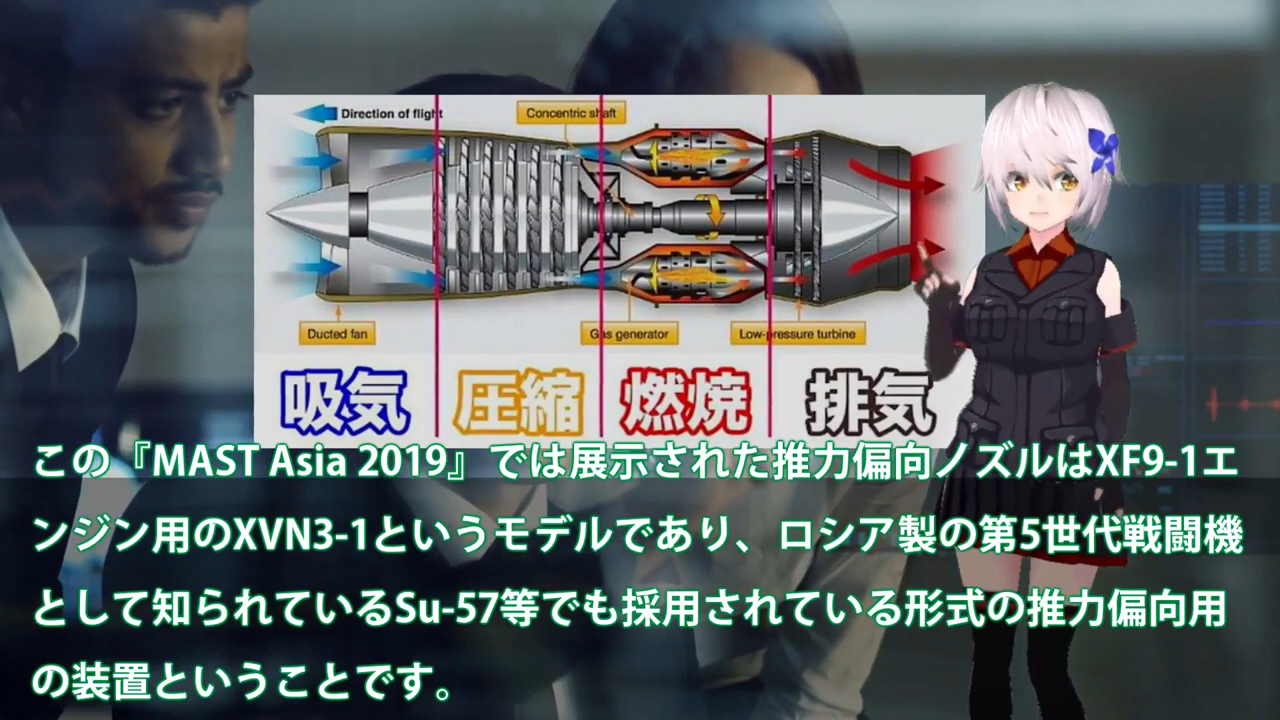 Direction of flight
Concentric shaft
Ducted fan
Gas generator
Low-pressure turbine
吸気
圧縮
燃焼
排気
この『MAST Asia 2019』では展示された推力偏向ノズルはXF9-1エ
ンジン用のXVN3-1というモデルであり、ロシア製の第5世代戦闘機
として知られているSu-57等でも採用されている形式の推力偏向用
の装置ということです。